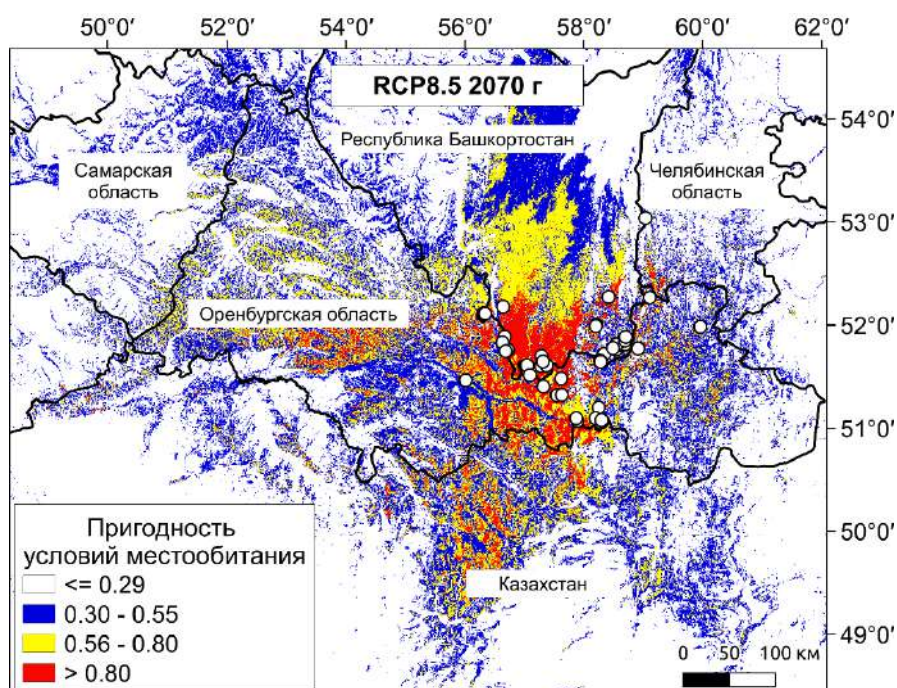 50°0′ 52°0′ 54°0′ 56°0′ 58°0′ 60°0′ 62°0′
RCP8.5 2070 г
54°0′
Республика Башкортостан
Самарская
область
Челябинская
область
53°0′
Оренбургская область
52°0′
51°0′
Пригодность
условий местообитания
<= 0.29
0.30 - 0.55
0.56 - 0.80
> 0.80
50°0′
Казахстан
49°0′
0 50 100 км